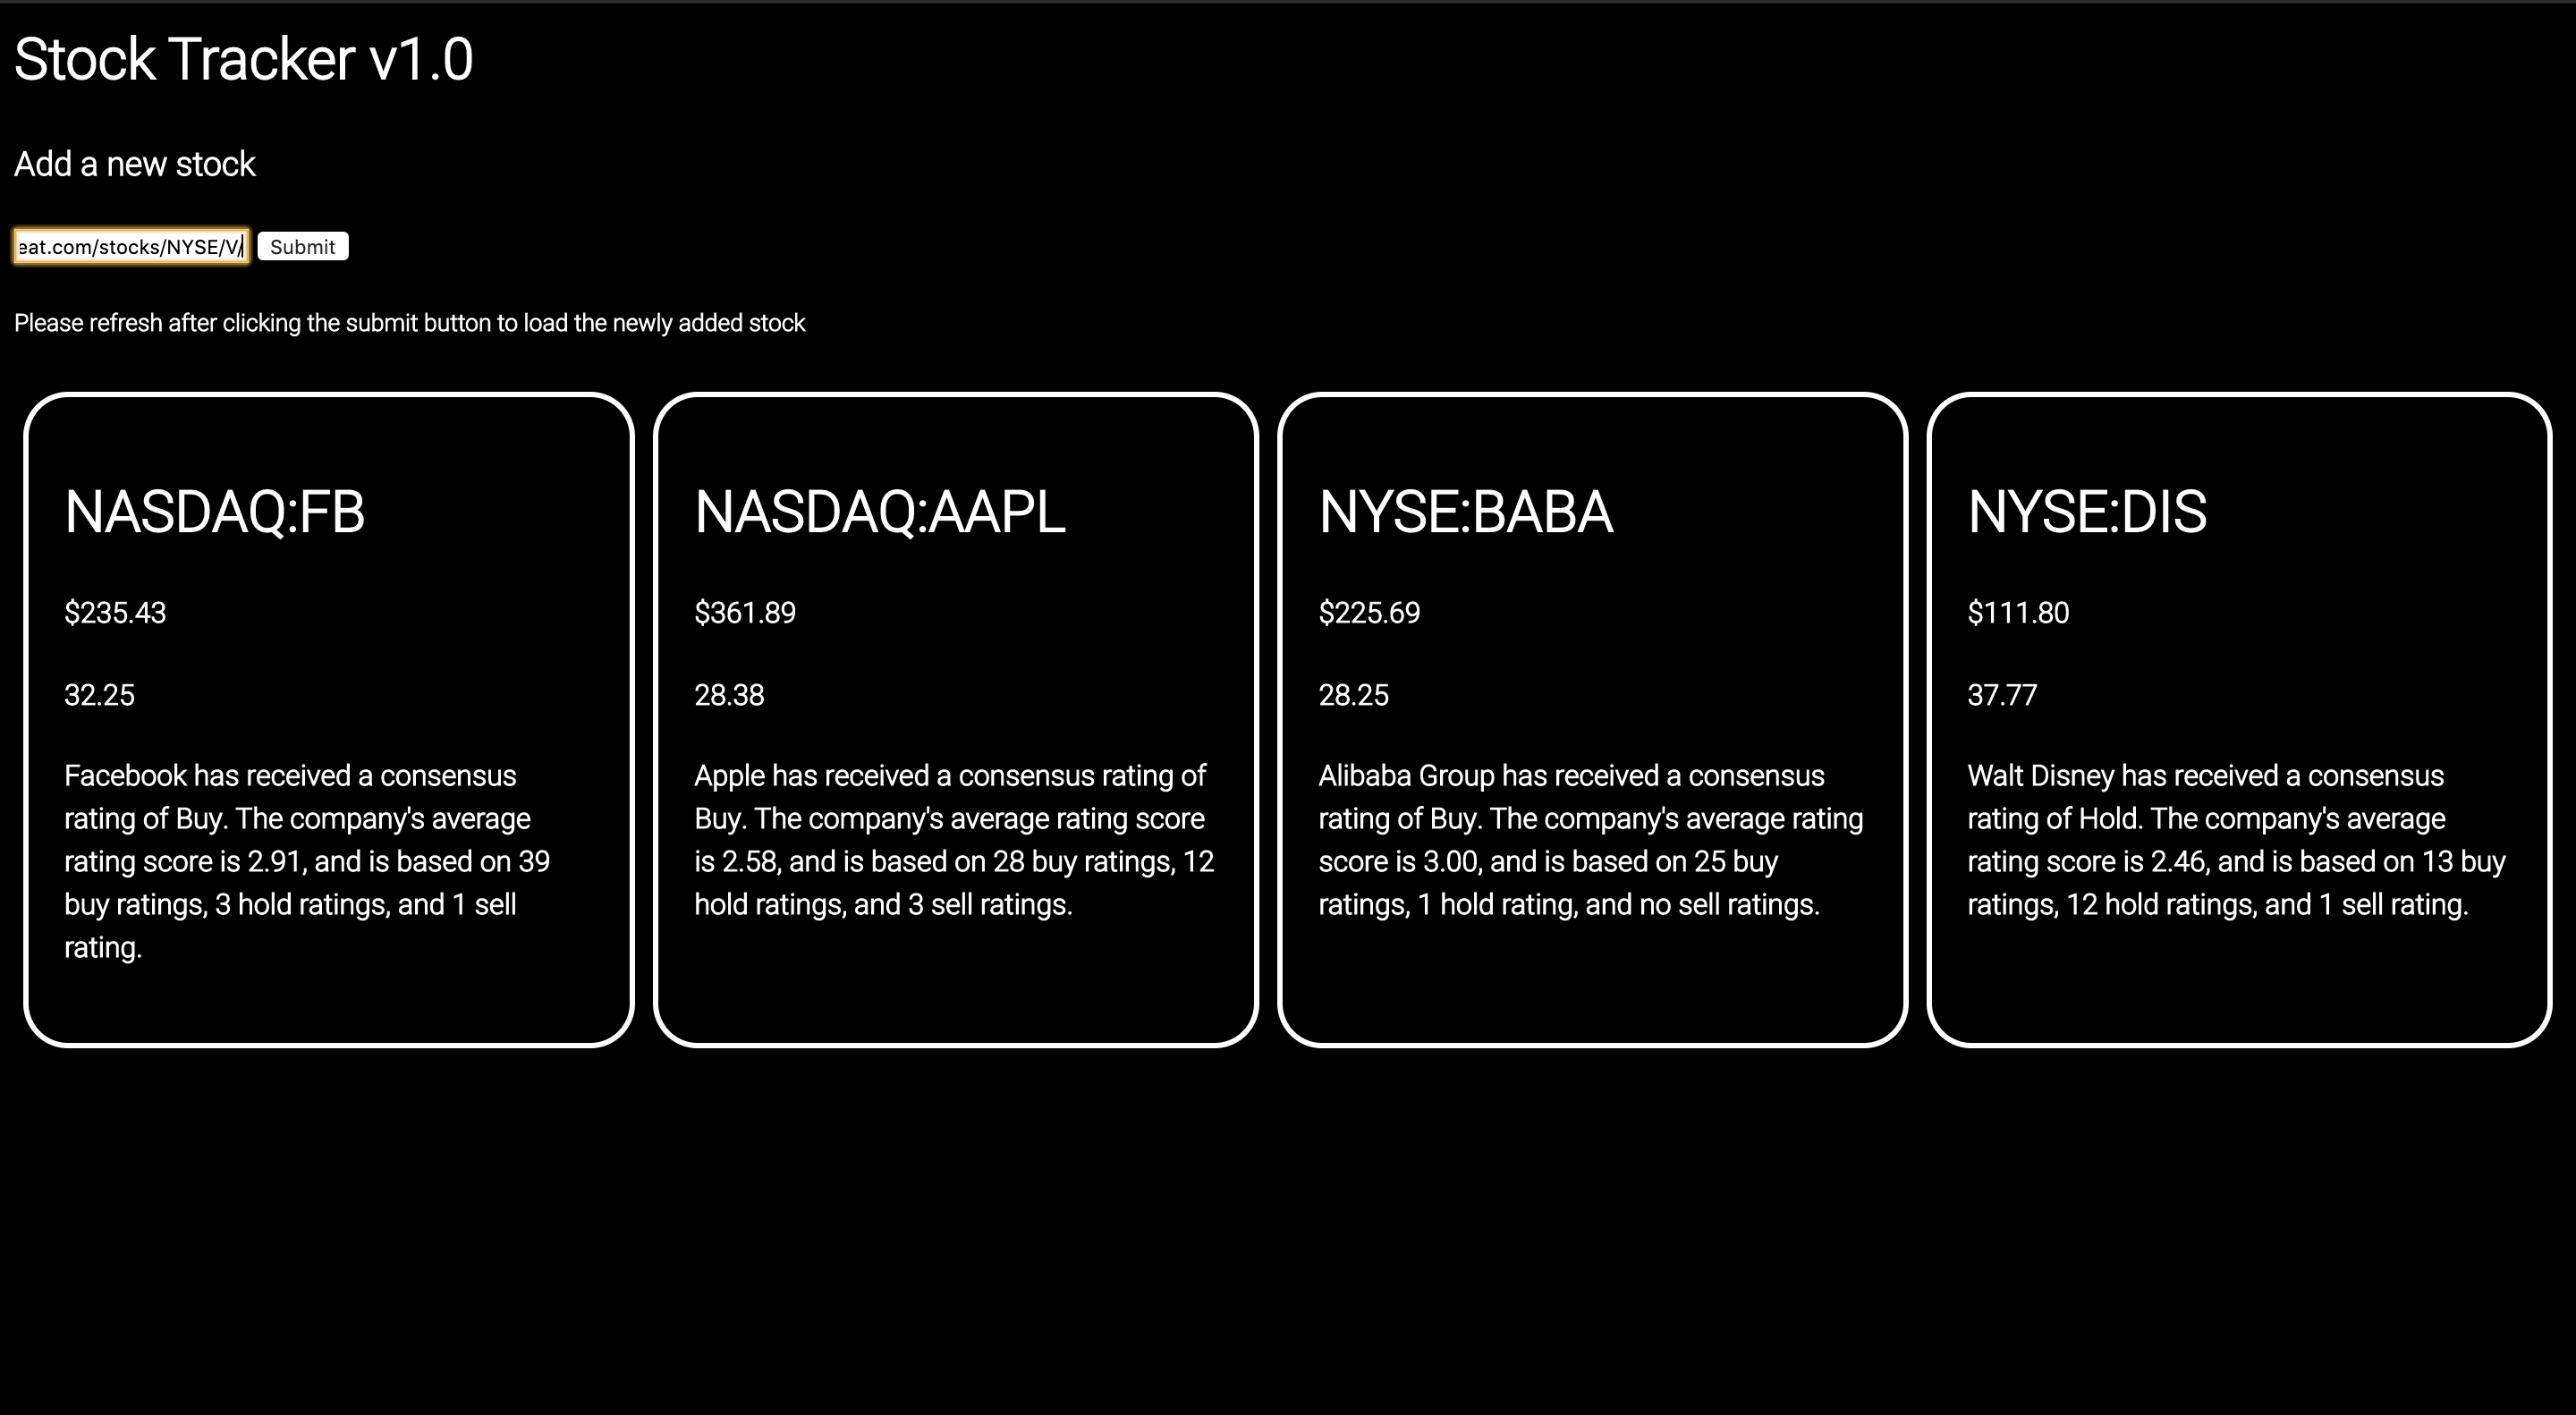 Stock Tracker v1.0
Add a new stock
eat.com/stocks/NYSE/V/ Submit
Please refresh after clicking the submit button to load the newly added stock
NASDAQ:FB
$235.43
32.25
Facebook has received a consensus
rating of Buy. The company's average
rating score is 2.91, and is based on 39
buy ratings, 3 hold ratings, and 1 sell
rating.
NASDAQ:AAPL
$361.89
28.38
Apple has received a consensus rating of
Buy. The company's average rating score
is 2.58, and is based on 28 buy ratings, 12
hold ratings, and 3 sell ratings.
NYSE:BABA
$225.69
28.25
Alibaba Group has received a consensus
rating of Buy. The company's average rating
score is 3.00, and is based on 25 buy
ratings, 1 hold rating, and no sell ratings.
NYSE:DIS
$111.80
37.77
Walt Disney has received a consensus
rating of Hold. The company's average
rating score is 2.46, and is based on 13 buy
ratings, 12 hold ratings, and 1 sell rating.